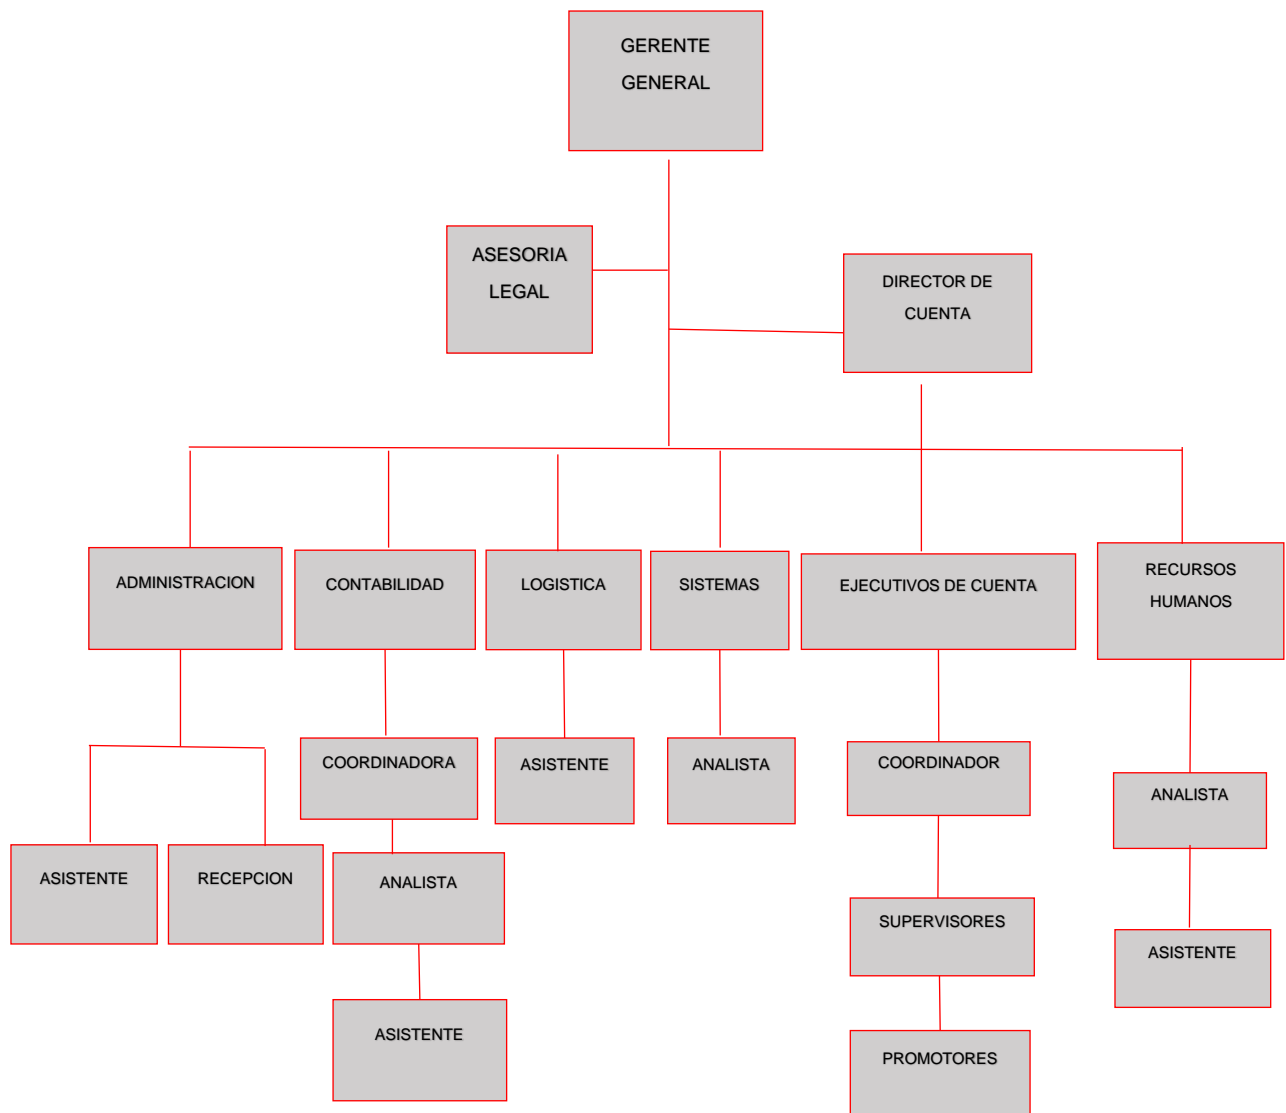 GERENTE
GENERAL
ASESORIA
LEGAL
DIRECTOR DE
CUENTA
ADMINISTRACION
CONTABILIDAD
LOGISTICA
SISTEMAS
EJECUTIVOS DE CUENTA
RECURSOS
HUMANOS
COORDINADORA
ASISTENTE
ANALISTA
COORDINADOR
ANALISTA
ASISTENTE
RECEPCION
ANALISTA
SUPERVISORES
ASISTENTE
ASISTENTE
PROMOTORES